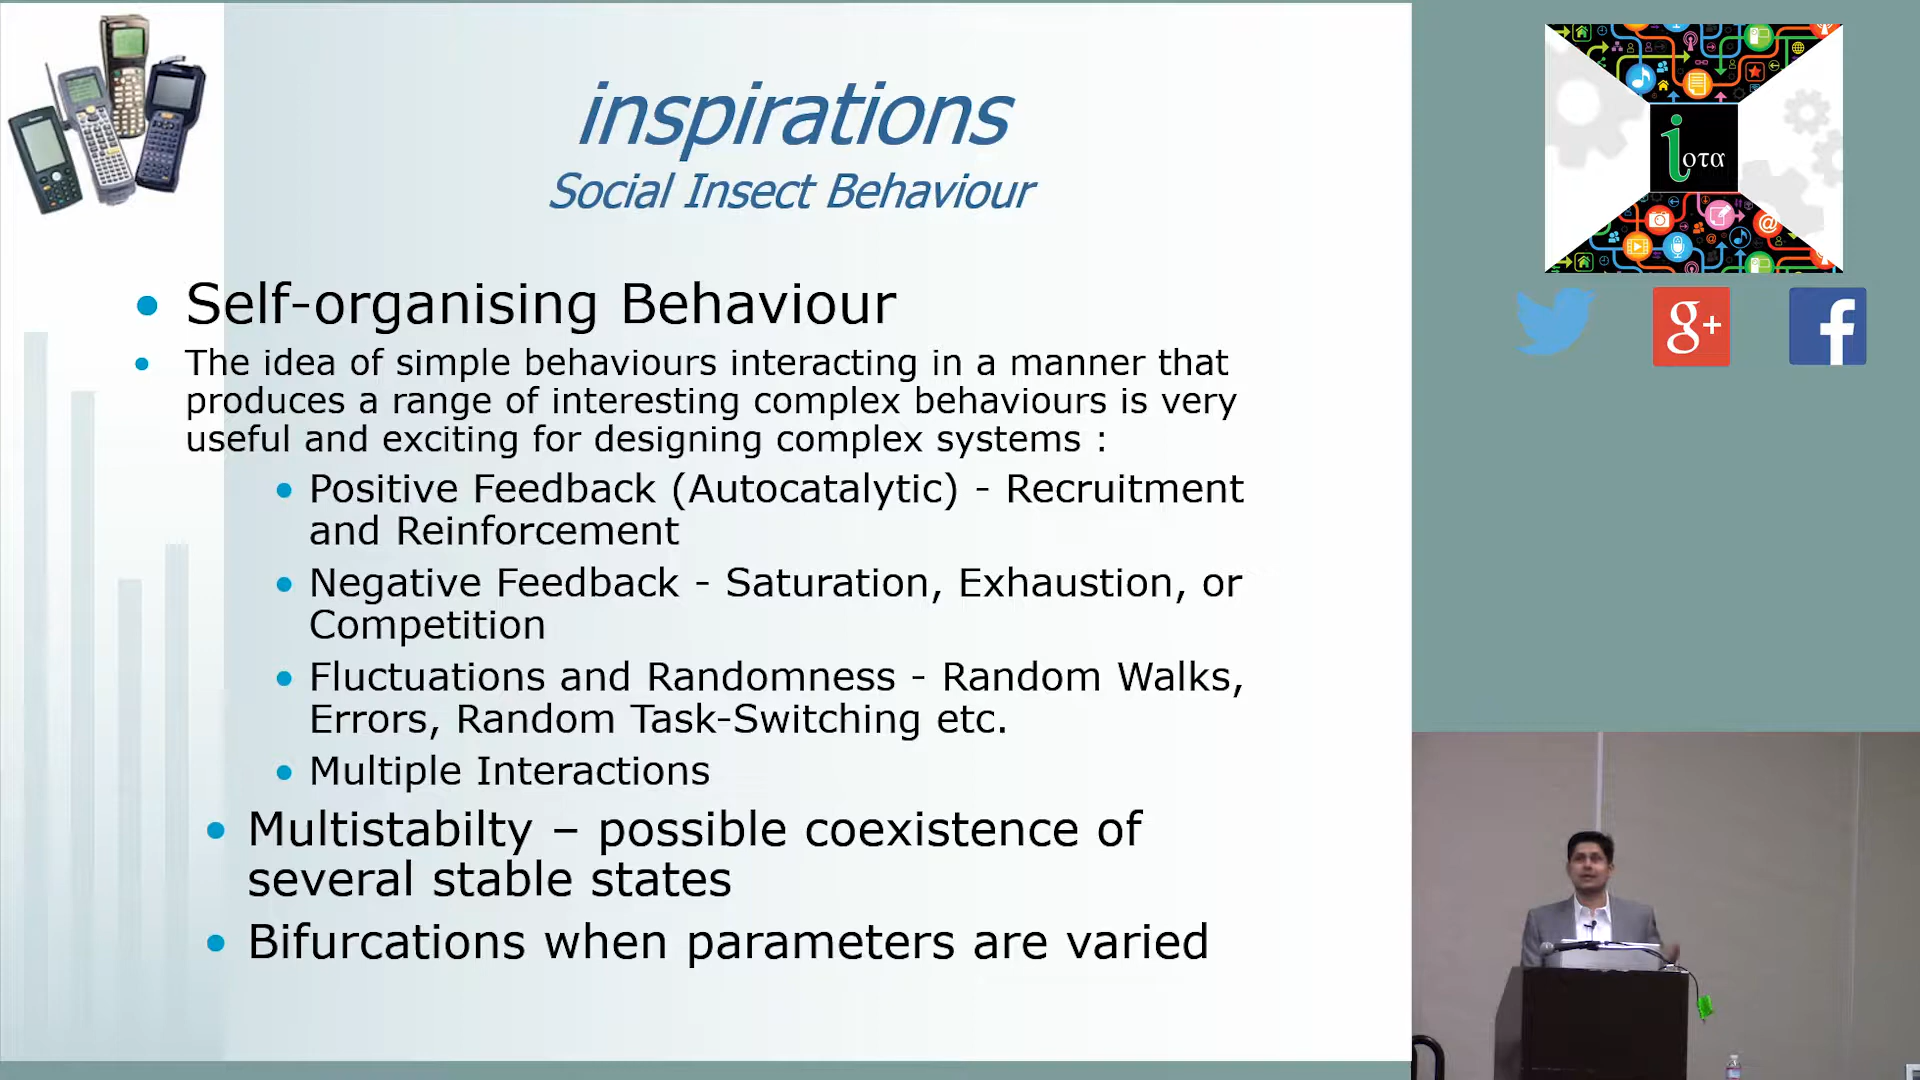 inspirations
Social Insect Behaviour
• Self-organising Behaviour
• The idea of simple behaviours interacting in a manner that
produces a range of interesting complex behaviours is very
useful and exciting for designing complex systems :
• Positive Feedback (Autocatalytic) - Recruitment
and Reinforcement
• Negative Feedback - Saturation, Exhaustion, or
Competition
• Fluctuations and Randomness - Random Walks,
Errors, Random Task-Switching etc.
• Multiple Interactions
• Multistabilty – possible coexistence of
several stable states
• Bifurcations when parameters are varied
iοτα
g+
f